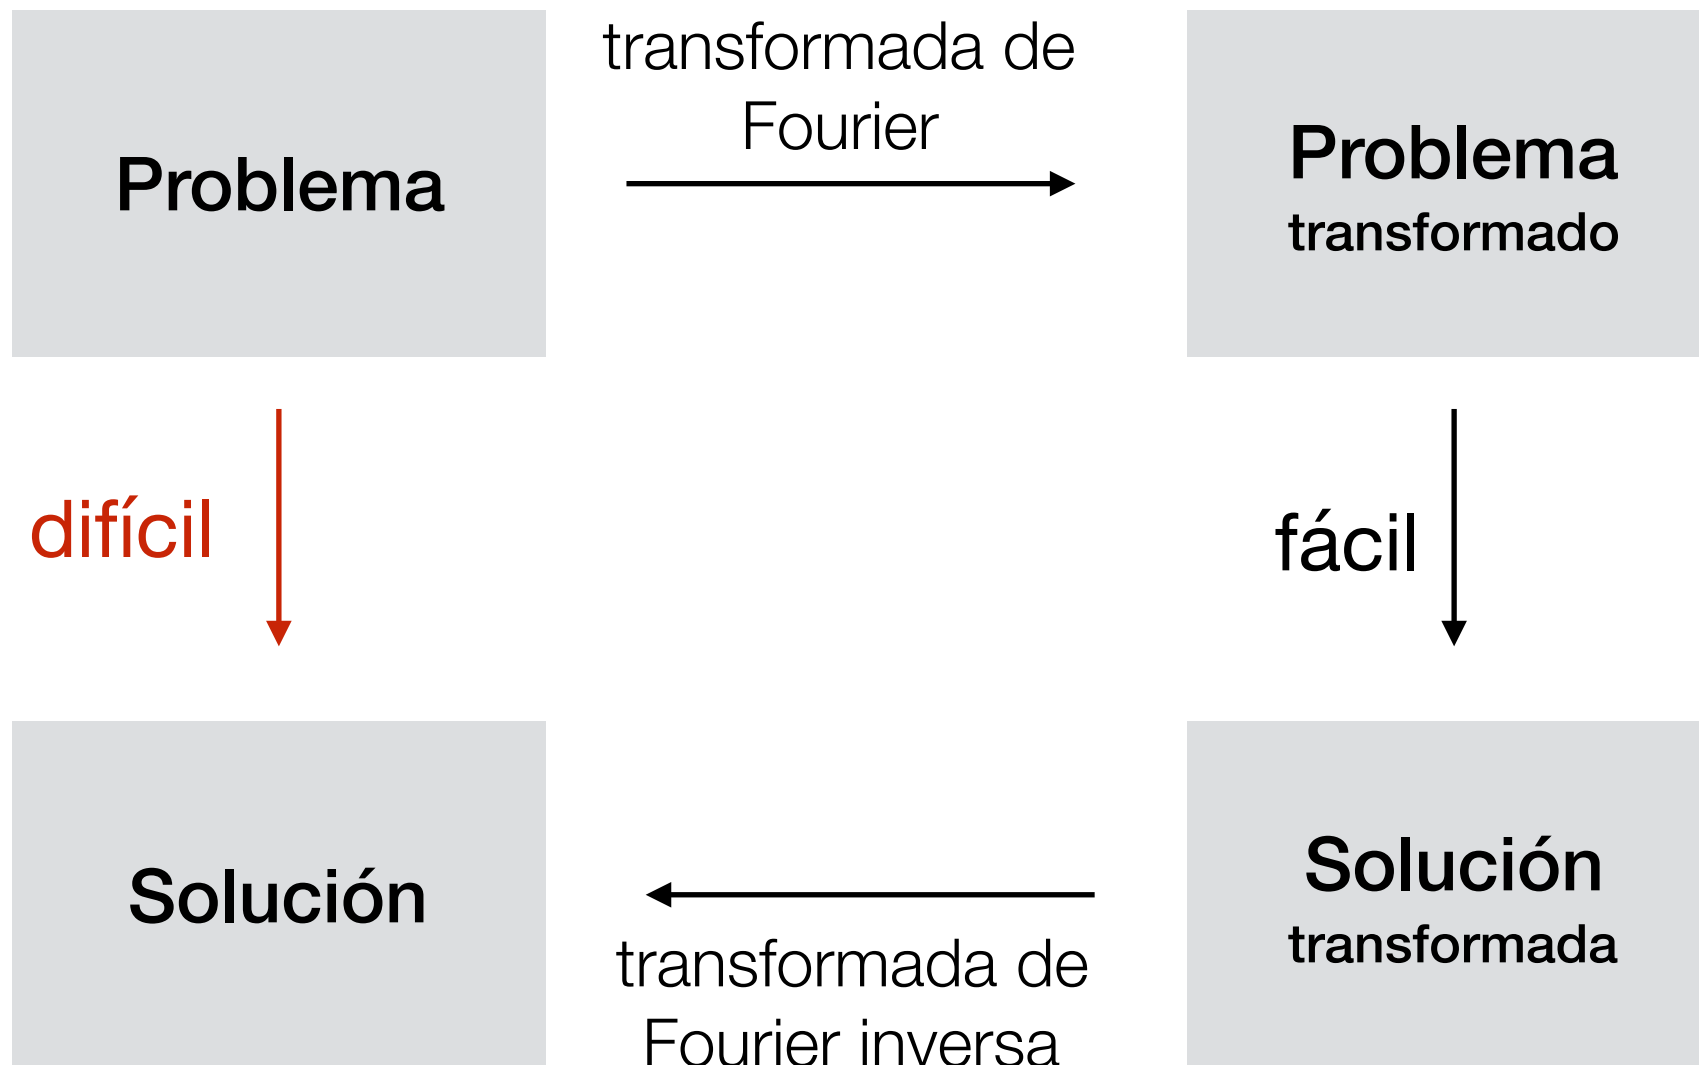 transformada de
Fourier
Problema
Problema
transformado
difícil
fácil
Solución
Solución
transformada
transformada de
Fourier inversa